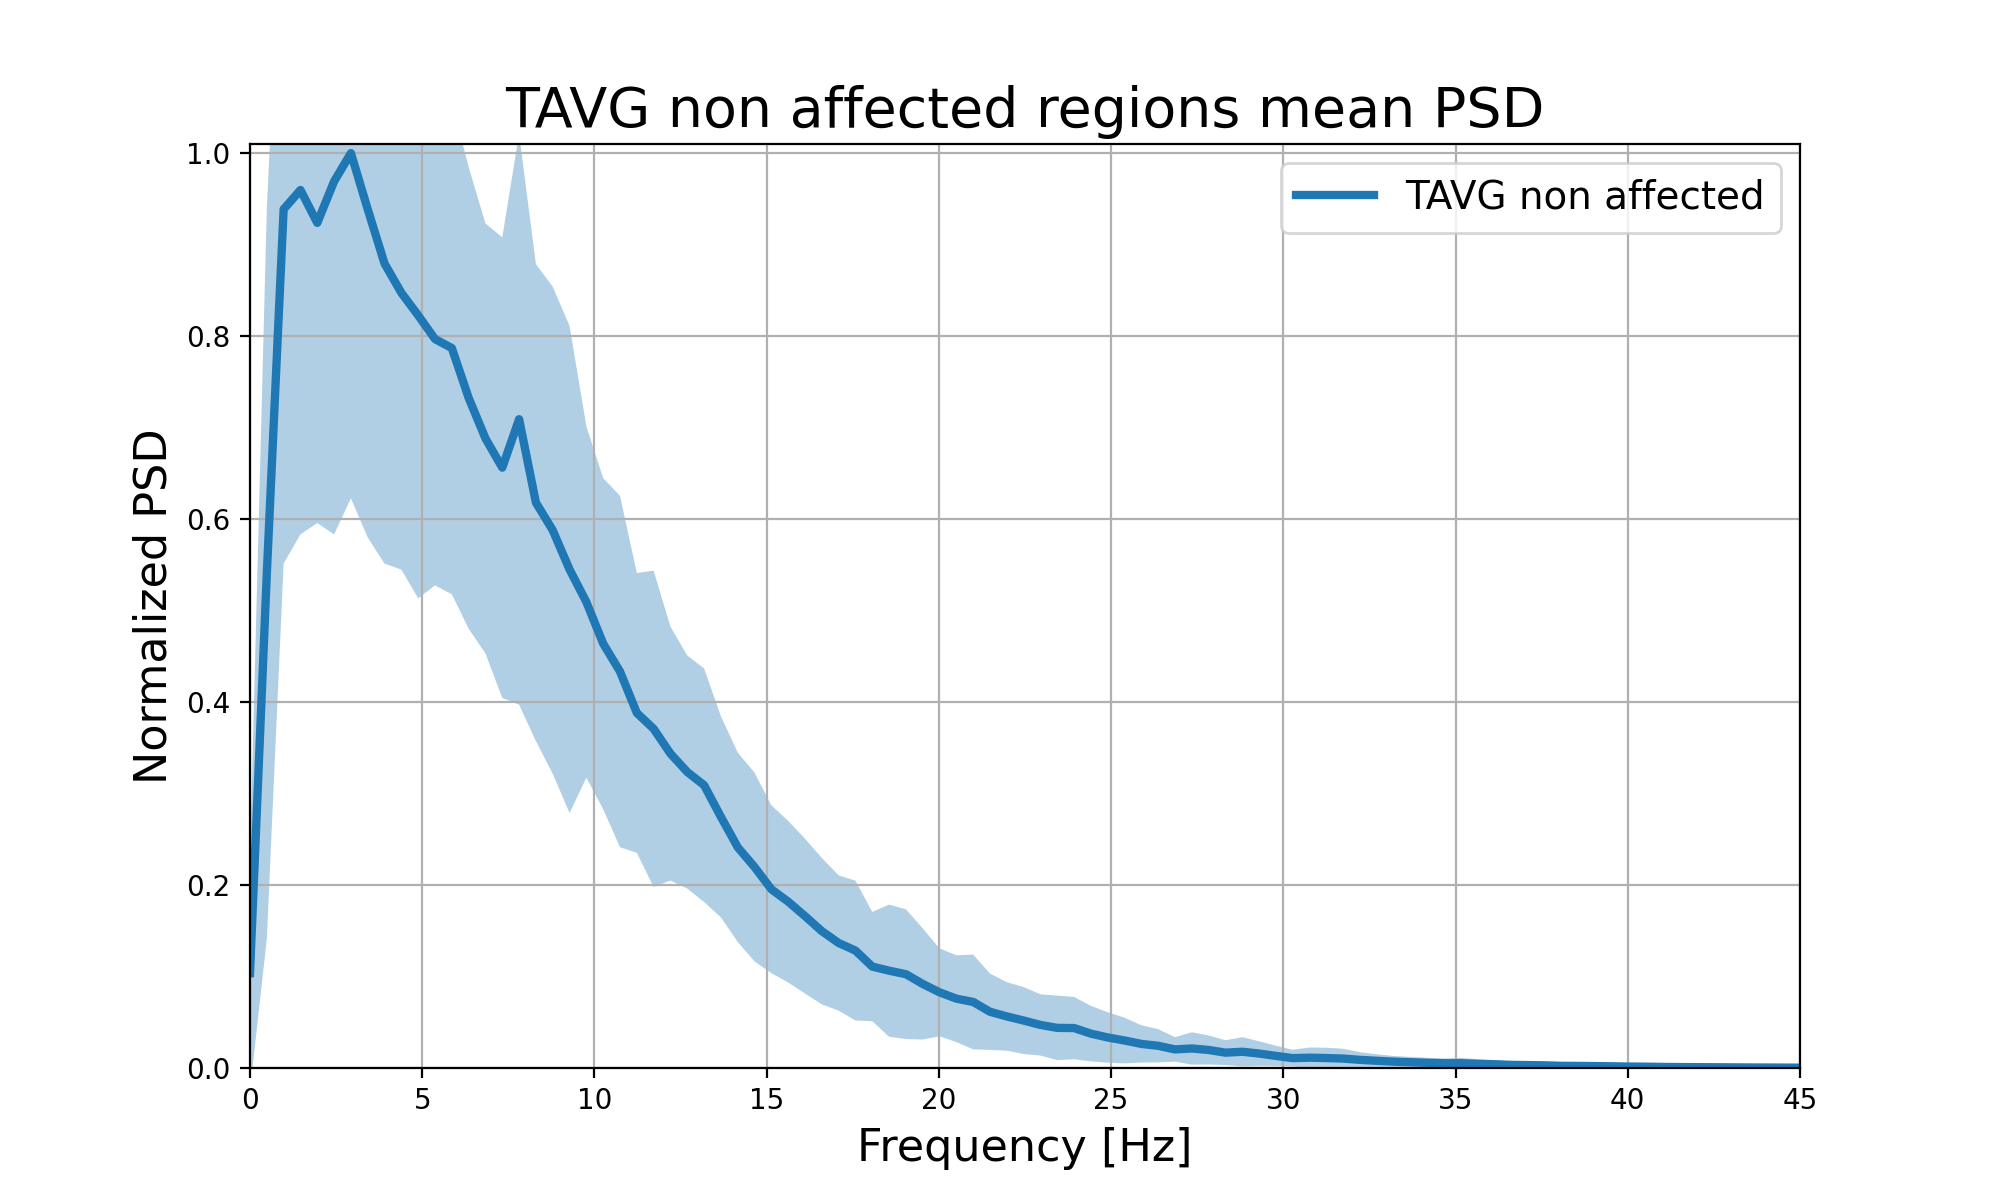 TAVG non affected regions mean PSD
TAVG non affected
Normalized PSD
1.0
0.8
0.6
0.4
0.2
0.0
0 5 10 15 20 25 30 35 40 45
Frequency [Hz]